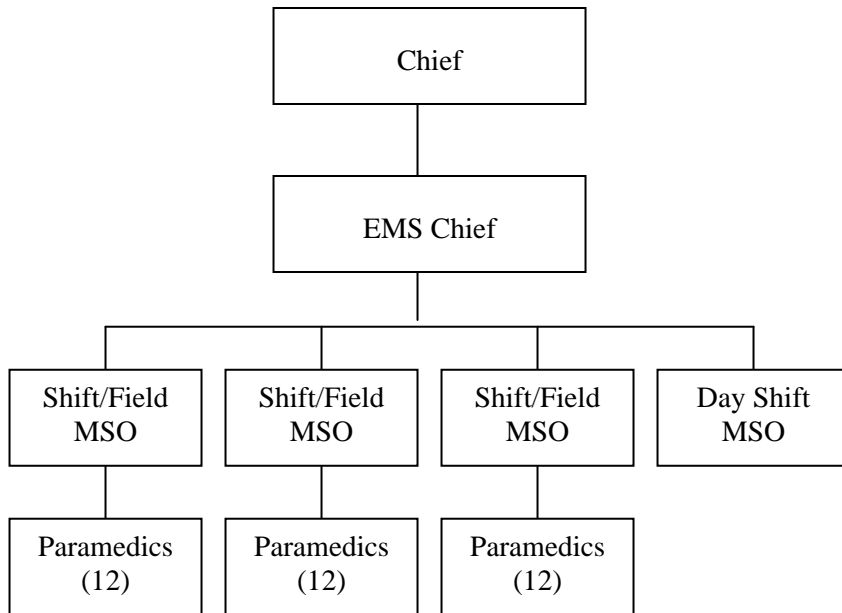 Chief
EMS Chief
Shift/Field
MSO
Shift/Field
MSO
Shift/Field
MSO
Day Shift
MSO
Paramedics
(12)
Paramedics
(12)
Paramedics
(12)